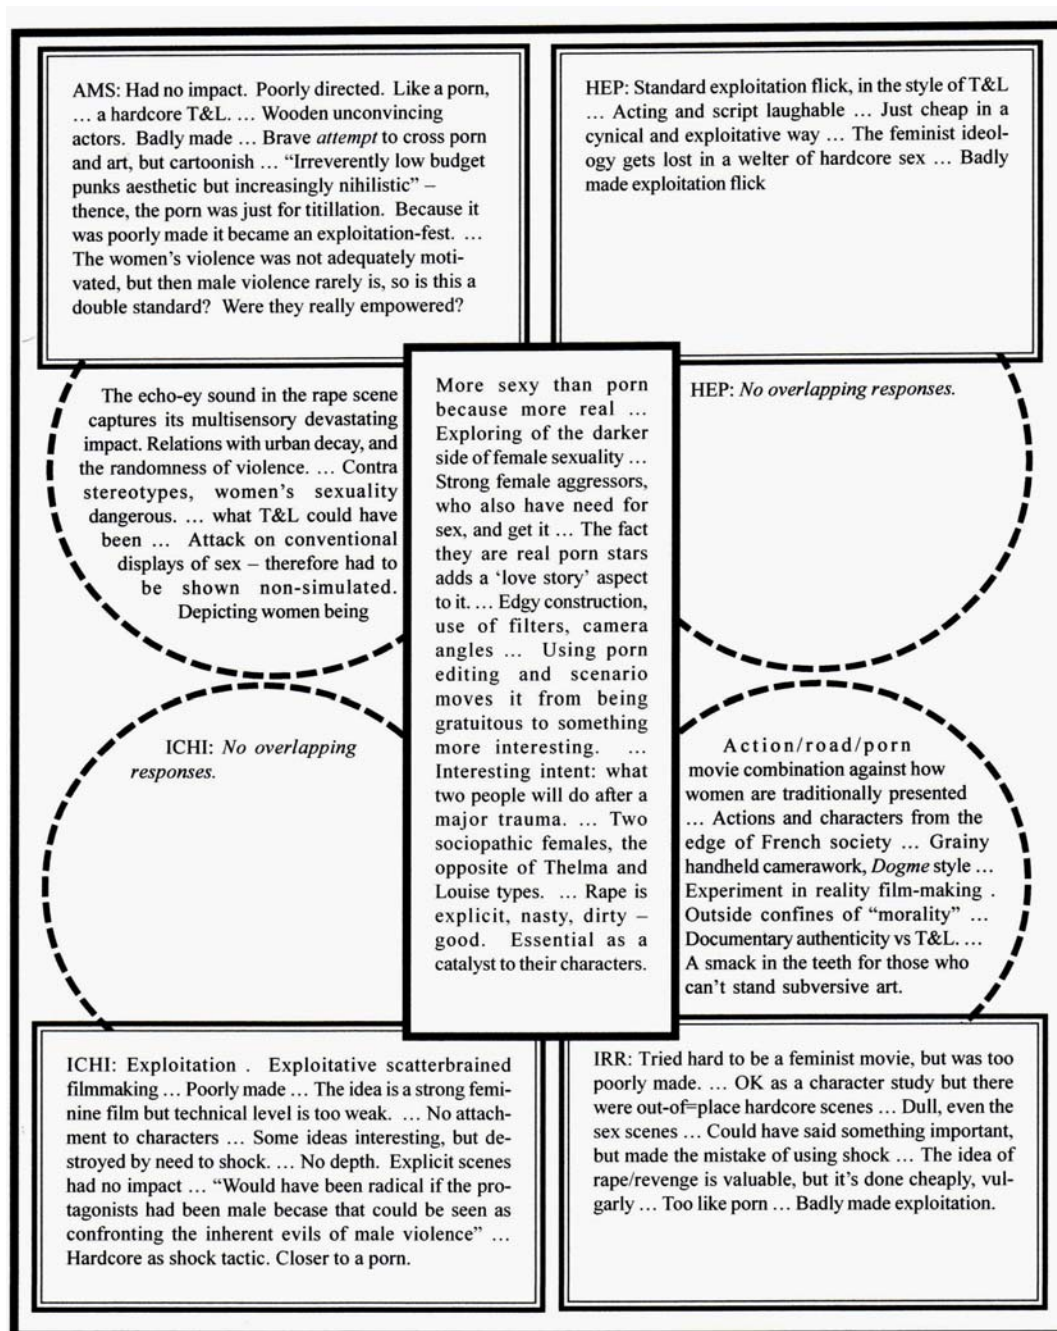 AMS: Had no impact. Poorly directed. Like a porn,
… a hardcore T&L. … Wooden unconvincing
actors. Badly made … Brave attempt to cross porn
and art, but cartoonish … “Irreverently low budget
punks aesthetic but increasingly nihilistic” –
thence, the porn was just for titillation. Because it
was poorly made it became an exploitation-fest. …
The women’s violence was not adequately moti-
vated, but then male violence rarely is, so is this a
double standard? Were they really empowered?
HEP: Standard exploitation flick, in the style of T&L
… Acting and script laughable … Just cheap in a
cynical and exploitative way … The feminist ideol-
ogy gets lost in a welter of hardcore sex … Badly
made exploitation flick
The echo-ey sound in the rape scene
captures its multisensory devastating
impact. Relations with urban decay, and
the randomness of violence. … Contra
stereotypes, women’s sexuality
dangerous. … what T&L could have
been … Attack on conventional
displays of sex – therefore had to
be shown non-simulated.
Depicting women being
More sexy than porn
because more real …
Exploring of the darker
side of female sexuality …
Strong female aggressors,
who also have need for
sex, and get it … The fact
they are real porn stars
adds a ‘love story’ aspect
to it. … Edgy construction,
use of filters, camera
angles … Using porn
editing and scenario
moves it from being
gratuitous to something
more interesting. …
Interesting intent: what
two people will do after a
major trauma. … Two
sociopathic females, the
opposite of Thelma and
Louise types. … Rape is
explicit, nasty, dirty –
good. Essential as a
catalyst to their characters.
HEP: No overlapping responses.
ICHI: No overlapping
responses.
Action/road/porn
movie combination against how
women are traditionally presented
… Actions and characters from the
edge of French society … Grainy
handheld camerawork, Dogme style …
Experiment in reality film-making .
Outside confines of “morality” …
Documentary authenticity vs T&L. …
A smack in the teeth for those who
can’t stand subversive art.
ICHI: Exploitation . Exploitative scatterbrained
filmmaking … Poorly made … The idea is a strong femi-
nine film but technical level is too weak. … No attach-
ment to characters … Some ideas interesting, but de-
stroyed by need to shock. … No depth. Explicit scenes
had no impact … “Would have been radical if the pro-
tagonists had been male becase that could be seen as
confronting the inherent evils of male violence” …
Hardcore as shock tactic. Closer to a porn.
IRR: Tried hard to be a feminist movie, but was too
poorly made. … OK as a character study but there
were out-of=place hardcore scenes … Dull, even the
sex scenes … Could have said something important,
but made the mistake of using shock … The idea of
rape/revenge is valuable, but it’s done cheaply, vul-
garly … Too like porn … Badly made exploitation.